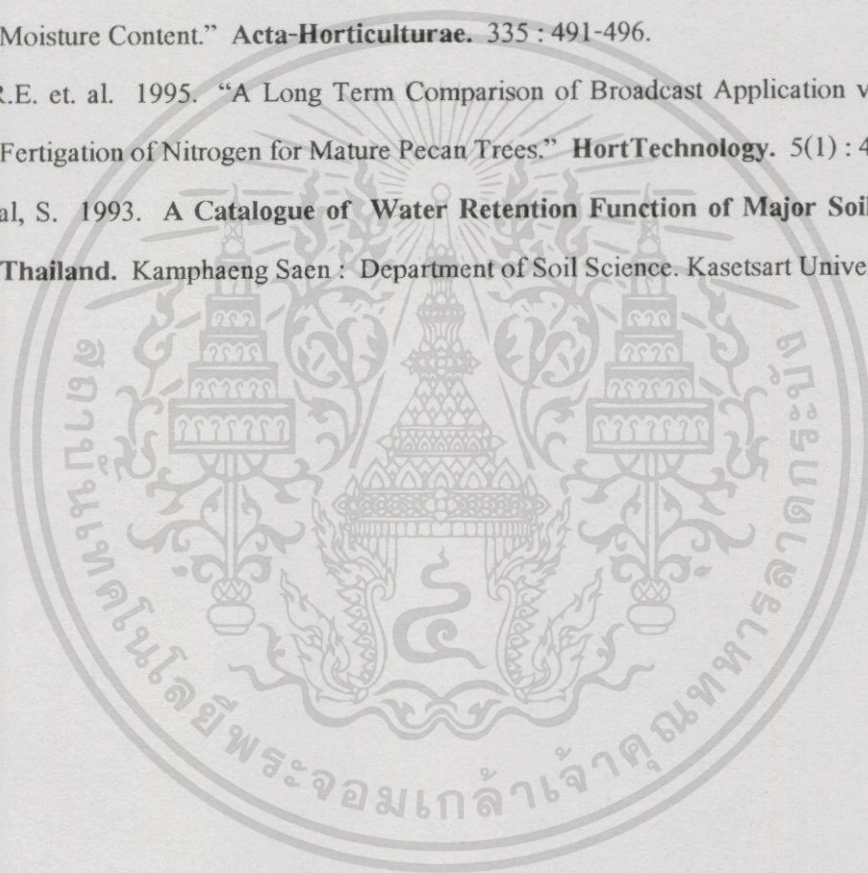 Moisture Content.” Acta-Horticulturae. 335 : 491-496.
R.E. et. al. 1995. “A Long Term Comparison of Broadcast Application v
Fertigation of Nitrogen for Mature Pecan Trees.” HortTechnology. 5(1) : 4
al, S. 1993. A Catalogue of Water Retention Function of Major Soil
Thailand. Kamphaeng Saen : Department of Soil Science. Kasetsart Unive
สถาบันเทคโนโลยีพระจอมเกล้าเจ้าคุณทหารลาดกระบัง
๔